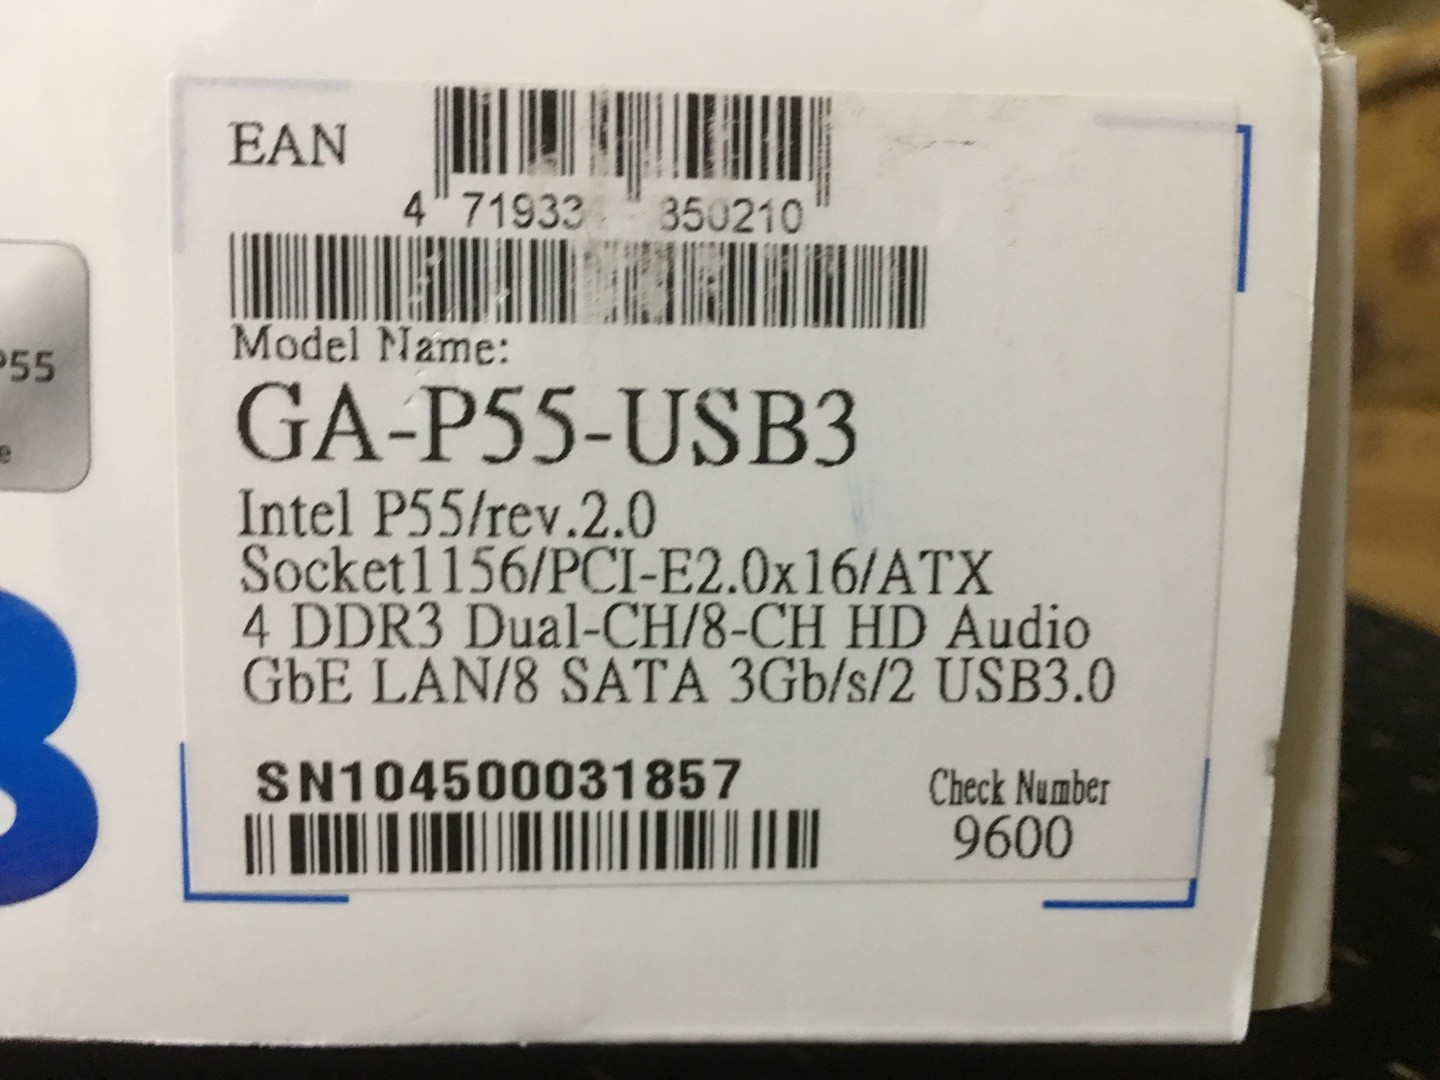 EAN
4 71933 350210
Model Name:
GA-P55-USB3
Intel P55/rev.2.0
Socket1156/PCI-E2.0x16/ATX
4 DDR3 Dual-CH/8-CH HD Audio
GbE LAN/8 SATA 3Gb/s/2 USB3.0
SN104500031857
Check Number
9600
P55
e
3